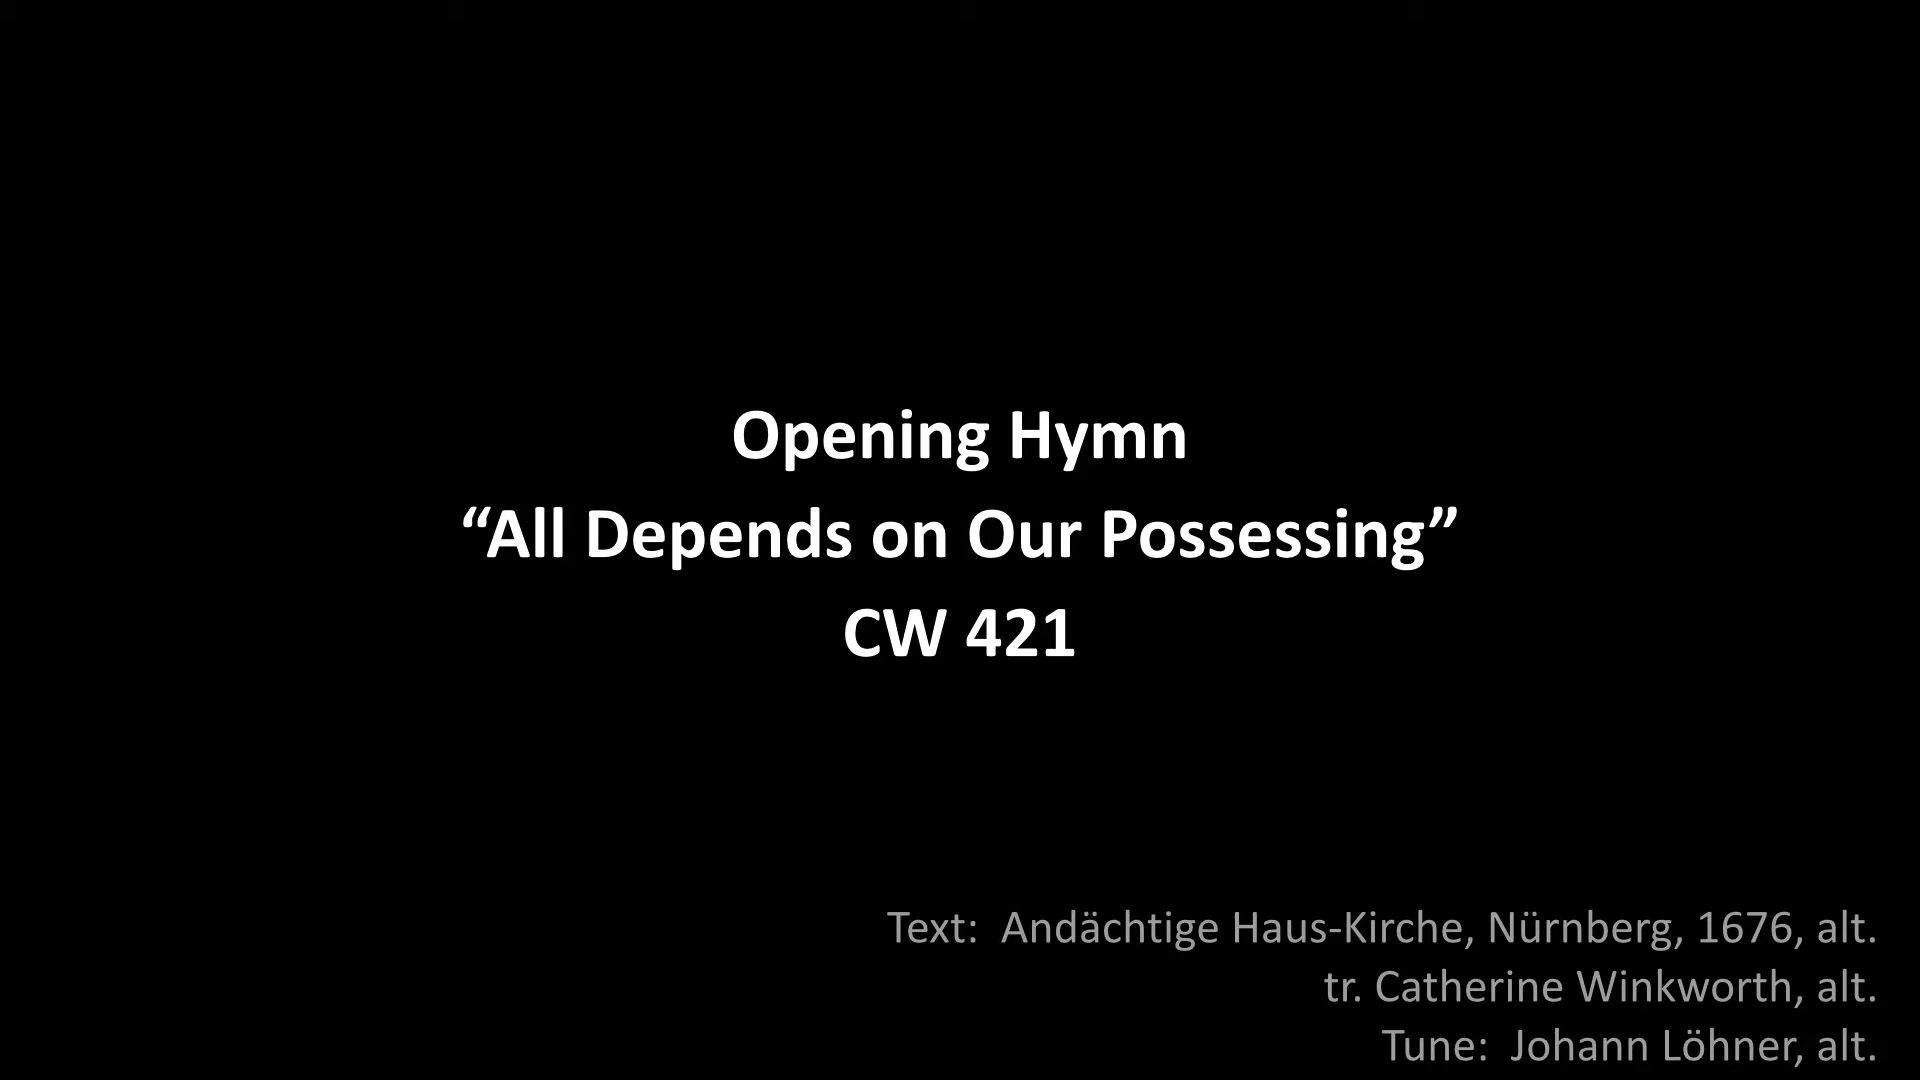 Opening Hymn
“All Depends on Our Possessing”
CW 421
Text:  Andächtige Haus-Kirche, Nürnberg, 1676, alt.
tr. Catherine Winkworth, alt.
Tune:  Johann Löhner, alt.